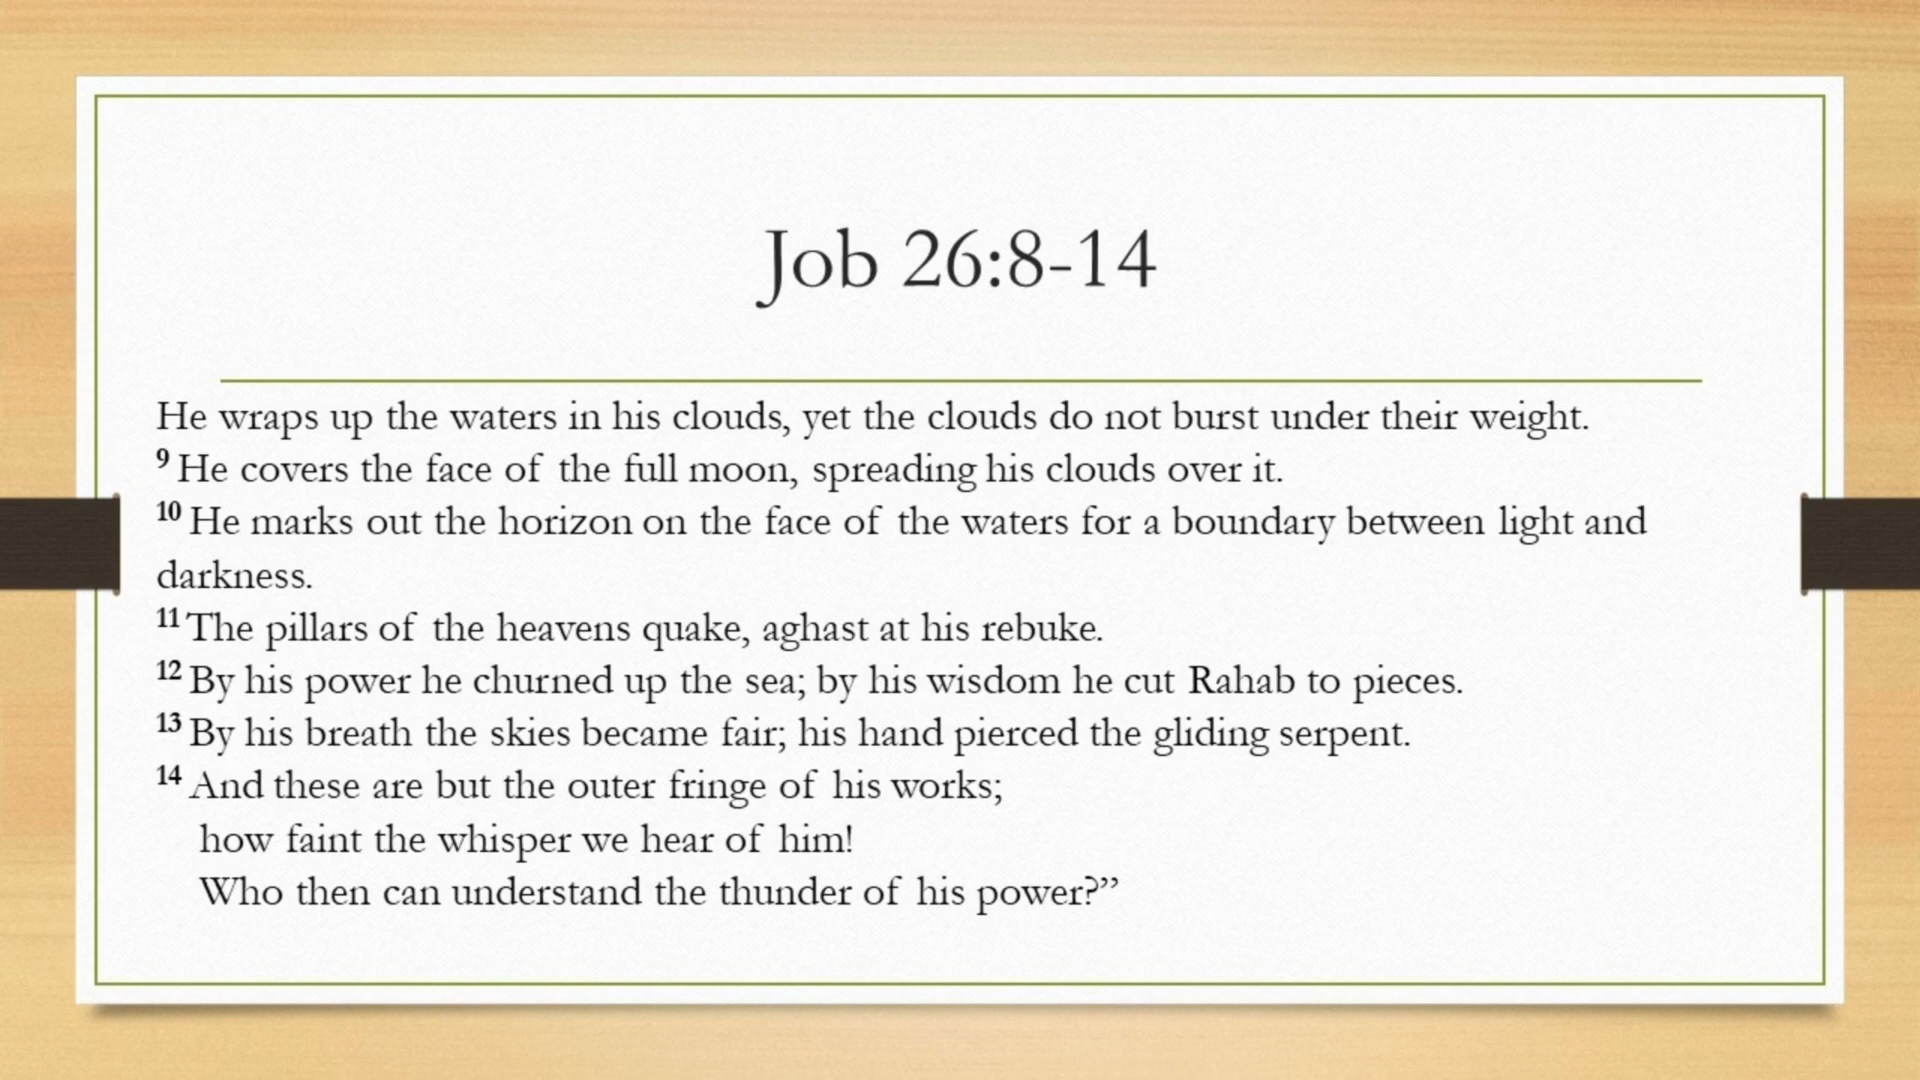 Job 26:8-14
He wraps up the waters in his clouds, yet the clouds do not burst under their weight.
9 He covers the face of the full moon, spreading his clouds over it.
10 He marks out the horizon on the face of the waters for a boundary between light and
darkness.
11 The pillars of the heavens quake, aghast at his rebuke.
12 By his power he churned up the sea; by his wisdom he cut Rahab to pieces.
13 By his breath the skies became fair; his hand pierced the gliding serpent.
14 And these are but the outer fringe of his works;
how faint the whisper we hear of him!
Who then can understand the thunder of his power?”